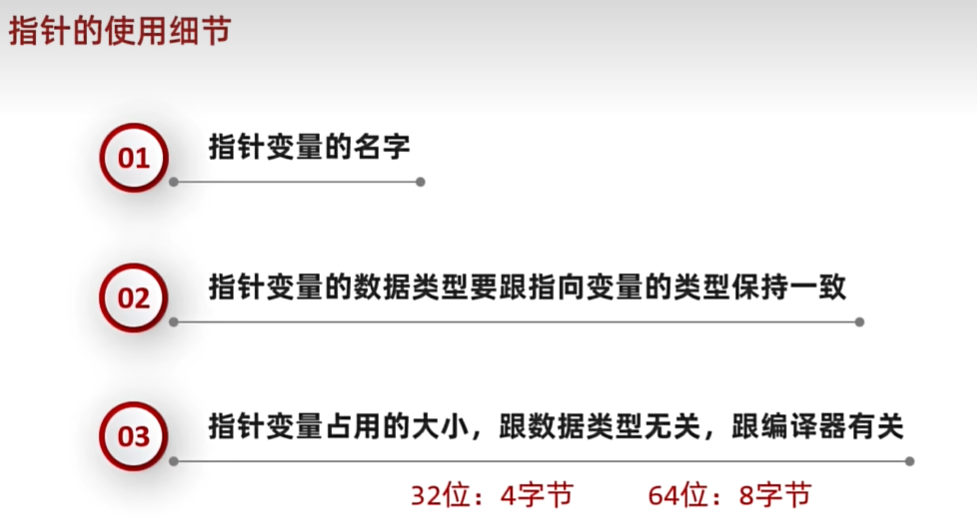 指针的使用细节
01 指针变量的名字
02 指针变量的数据类型要跟指向变量的类型保持一致
03 指针变量占用的大小，跟数据类型无关，跟编译器有关
32位：4字节 64位：8字节